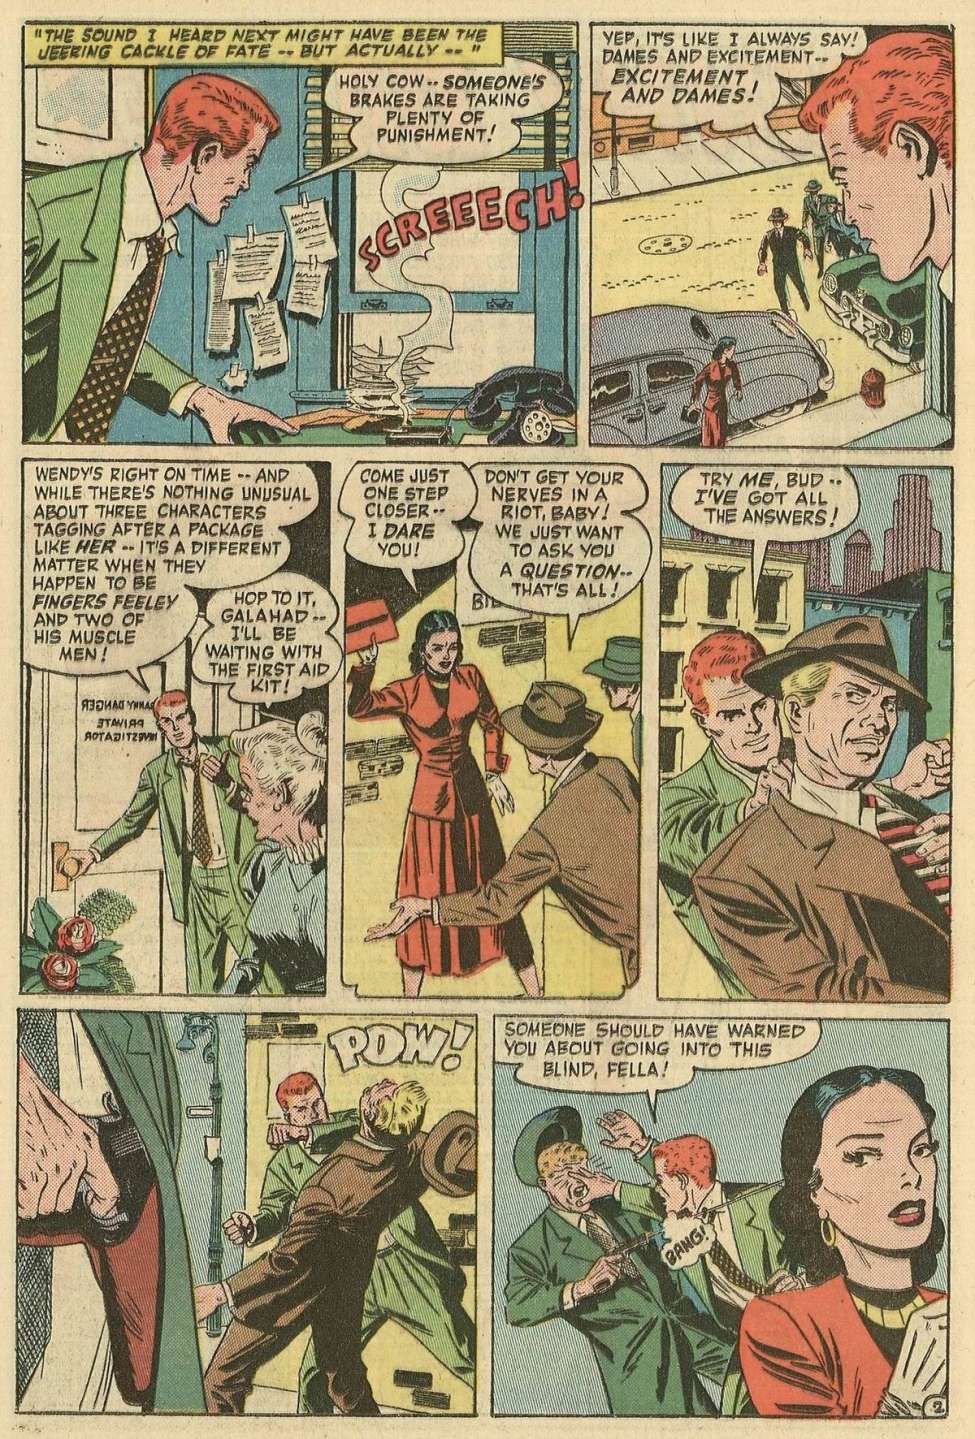 "THE SOUND I HEARD NEXT MIGHT HAVE BEEN THE
JEERING CACKLE OF FATE -- BUT ACTUALLY -- "
HOLY COW -- SOMEONE'S
BRAKES ARE TAKING
PLENTY OF
PUNISHMENT!
SCREEECH!
YEP, IT'S LIKE I ALWAYS SAY!
DAMES AND EXCITEMENT--
EXCITEMENT
AND DAMES!
WENDY'S RIGHT ON TIME -- AND
WHILE THERE'S NOTHING UNUSUAL
ABOUT THREE CHARACTERS
TAGGING AFTER A PACKAGE
LIKE HER -- IT'S A DIFFERENT
MATTER WHEN THEY
HAPPEN TO BE
FINGERS FEELEY
AND TWO OF
HIS MUSCLE
MEN!
HOP TO IT,
GALAHAD --
I'LL BE
WAITING WITH
THE FIRST AID
KIT!
DANNY DANGER
PRIVATE
INVESTIGATOR
COME JUST
ONE STEP
CLOSER--
I DARE
YOU!
DON'T GET YOUR
NERVES IN A
RIOT, BABY!
WE JUST WANT
TO ASK YOU
A QUESTION--
THAT'S ALL!
BI
TRY ME, BUD --
I'VE GOT ALL
THE ANSWERS!
POW!
SOMEONE SHOULD HAVE WARNED
YOU ABOUT GOING INTO THIS
BLIND, FELLA!
BANG!
2